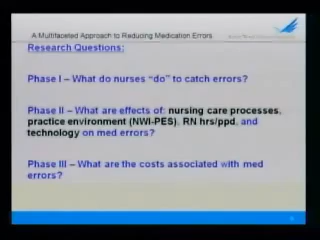 A Multifaceted Approach to Reducing Medication Errors
Research Questions:
Phase I – What do nurses “do” to catch errors?
Phase II – What are effects of: nursing care processes,
practice environment (NWI-PES), RN hrs/ppd, and
technology on med errors?
Phase III – What are the costs associated with med
errors?